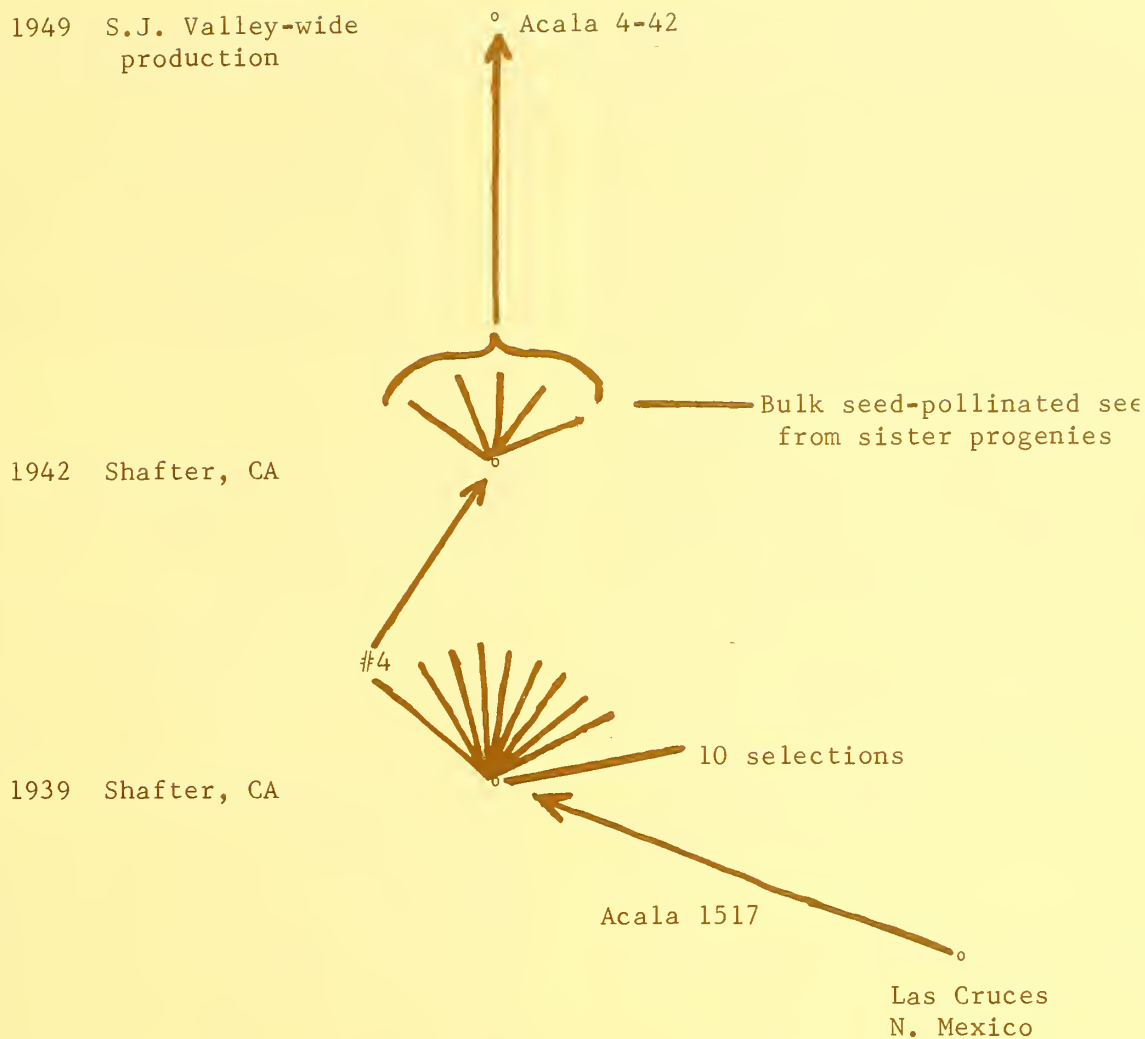 1949 S.J. Valley-wide production
Acala 4-42
Bulk seed-pollinated see
from sister progenies
1942 Shafter, CA
#4
10 selections
1939 Shafter, CA
Acala 1517
Las Cruces
N. Mexico